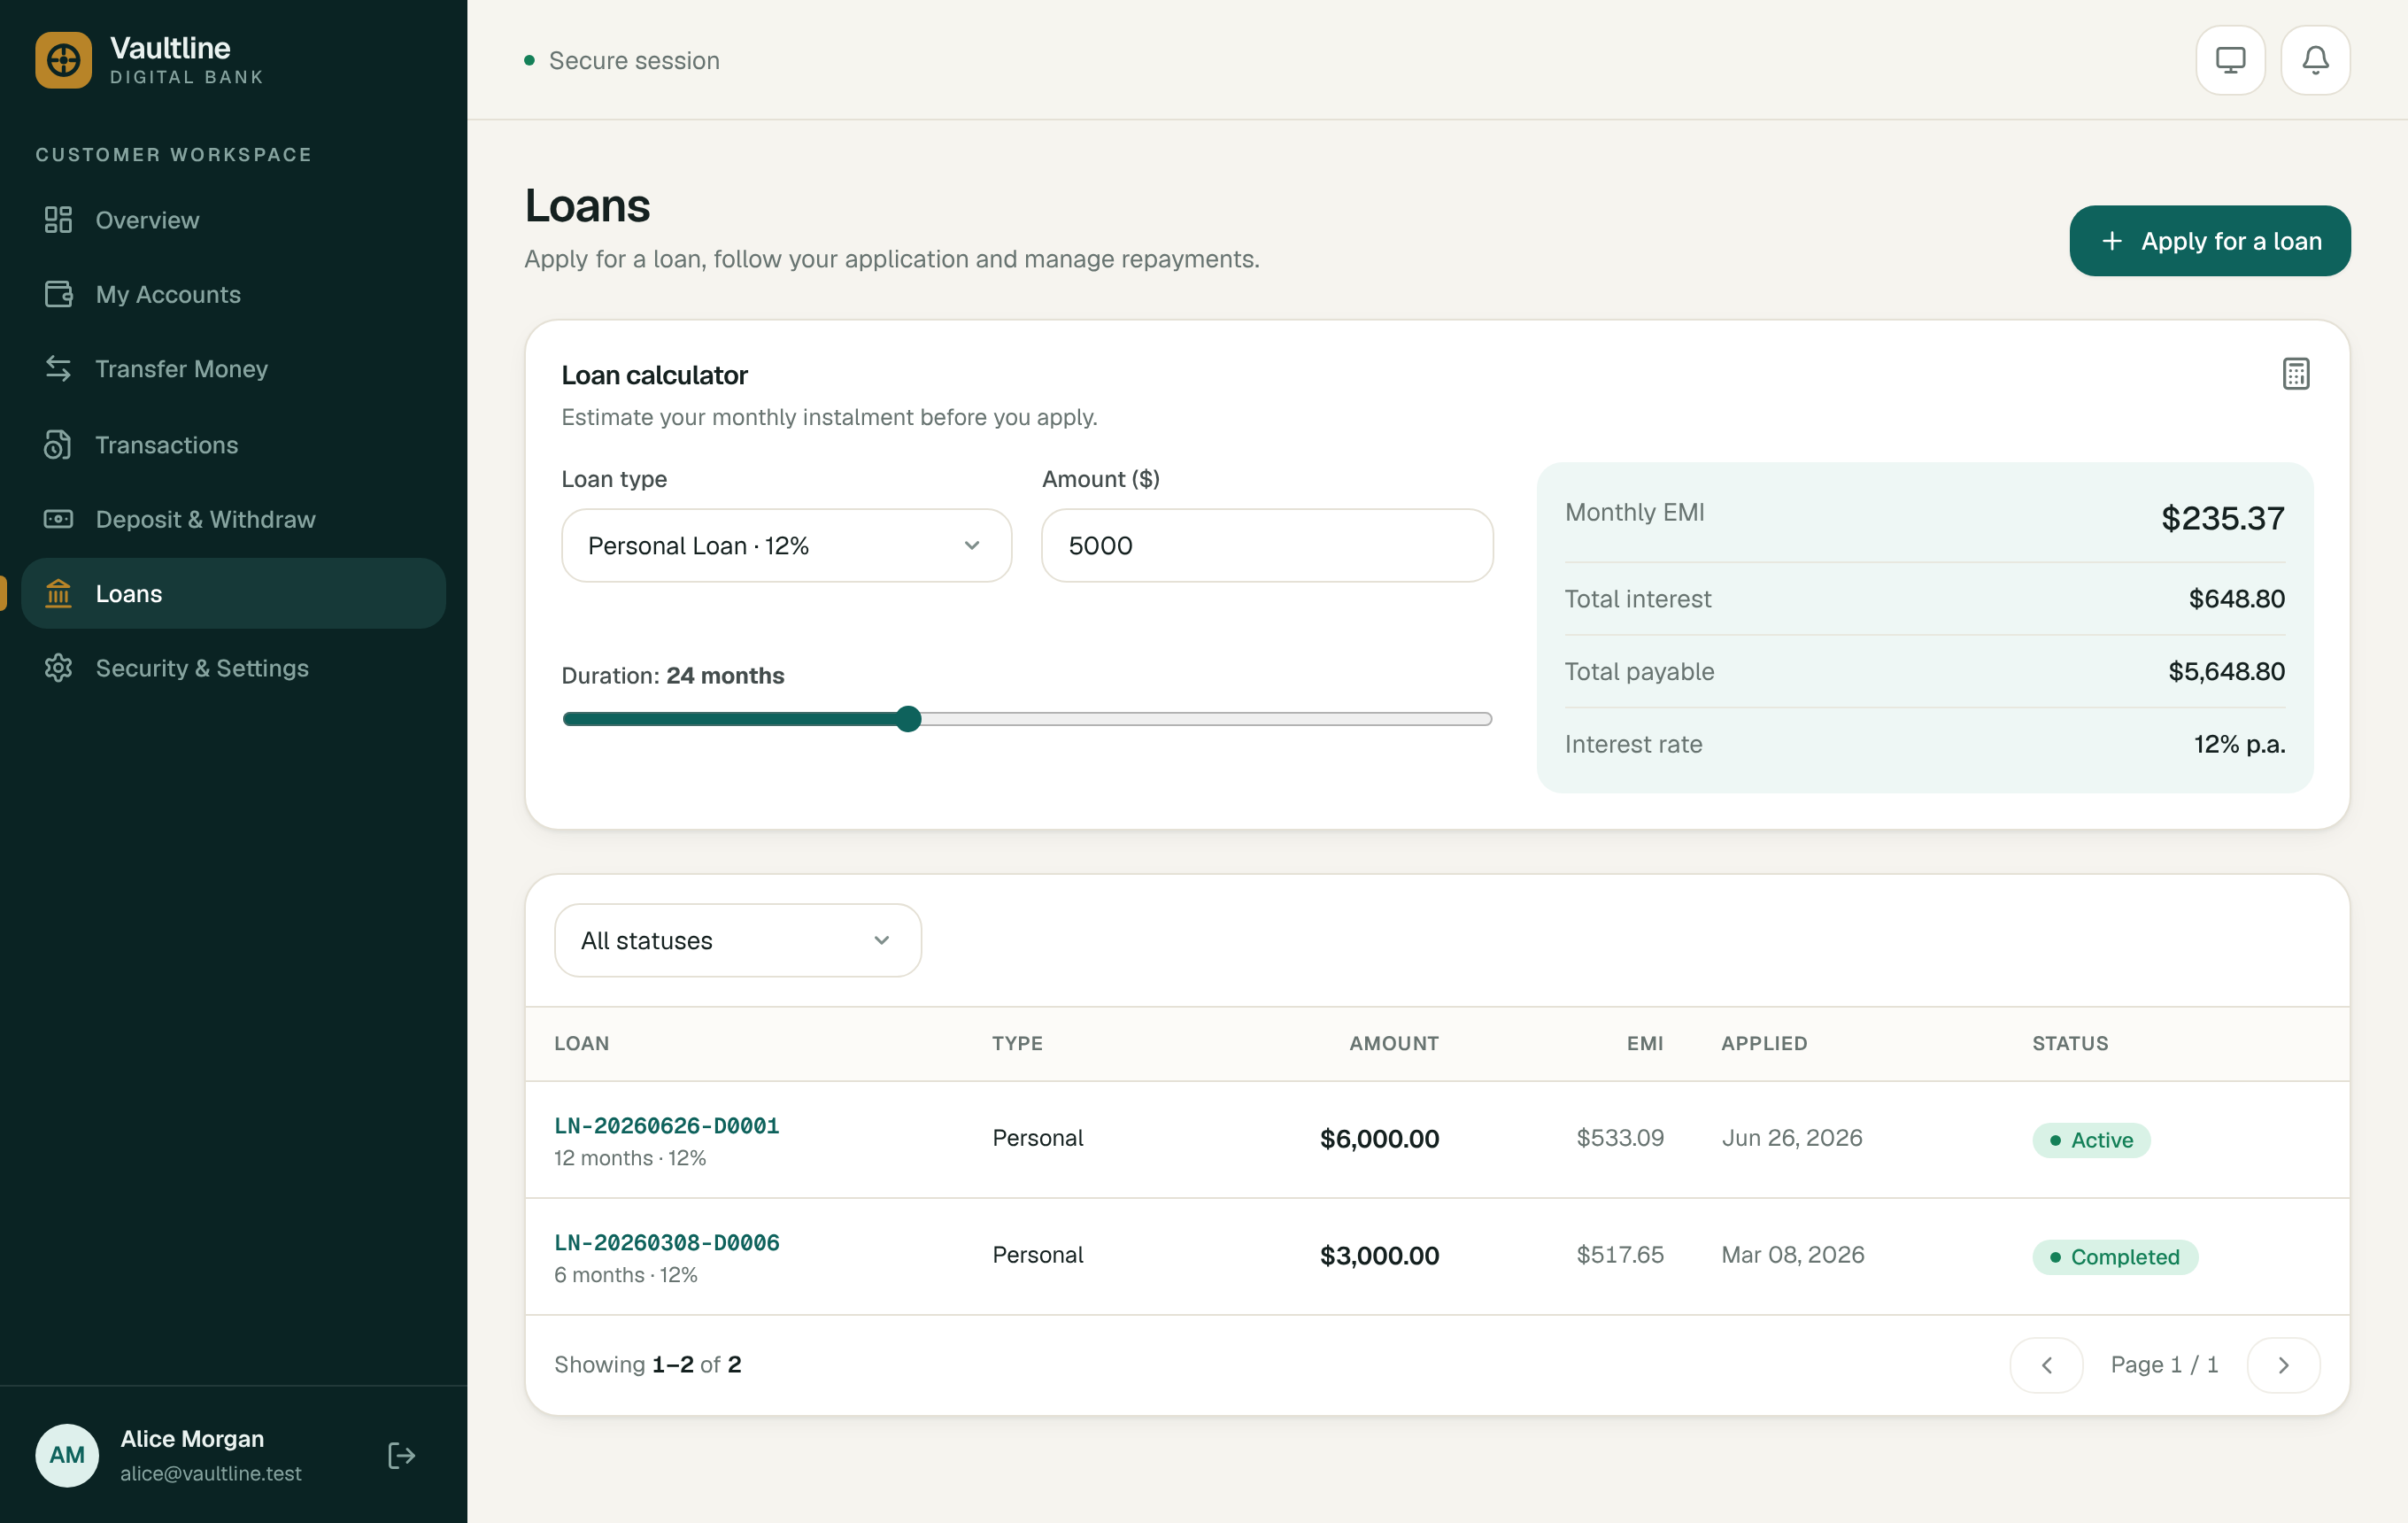 Vaultline
DIGITAL BANK
CUSTOMER WORKSPACE
Overview
My Accounts
Transfer Money
Transactions
Deposit & Withdraw
Loans
Security & Settings
AM
Alice Morgan
alice@vaultline.test
Secure session
Loans
Apply for a loan, follow your application and manage repayments.
Apply for a loan
Loan calculator
Estimate your monthly instalment before you apply.
Loan type
Amount ($)
Personal Loan · 12%
5000
Duration: 24 months
Monthly EMI $235.37
Total interest $648.80
Total payable $5,648.80
Interest rate 12% p.a.
All statuses
LOAN TYPE AMOUNT EMI APPLIED STATUS
LN-20260626-D0001
12 months · 12%
Personal $6,000.00 $533.09 Jun 26, 2026 Active
LN-20260308-D0006
6 months · 12%
Personal $3,000.00 $517.65 Mar 08, 2026 Completed
Showing 1–2 of 2
Page 1 / 1